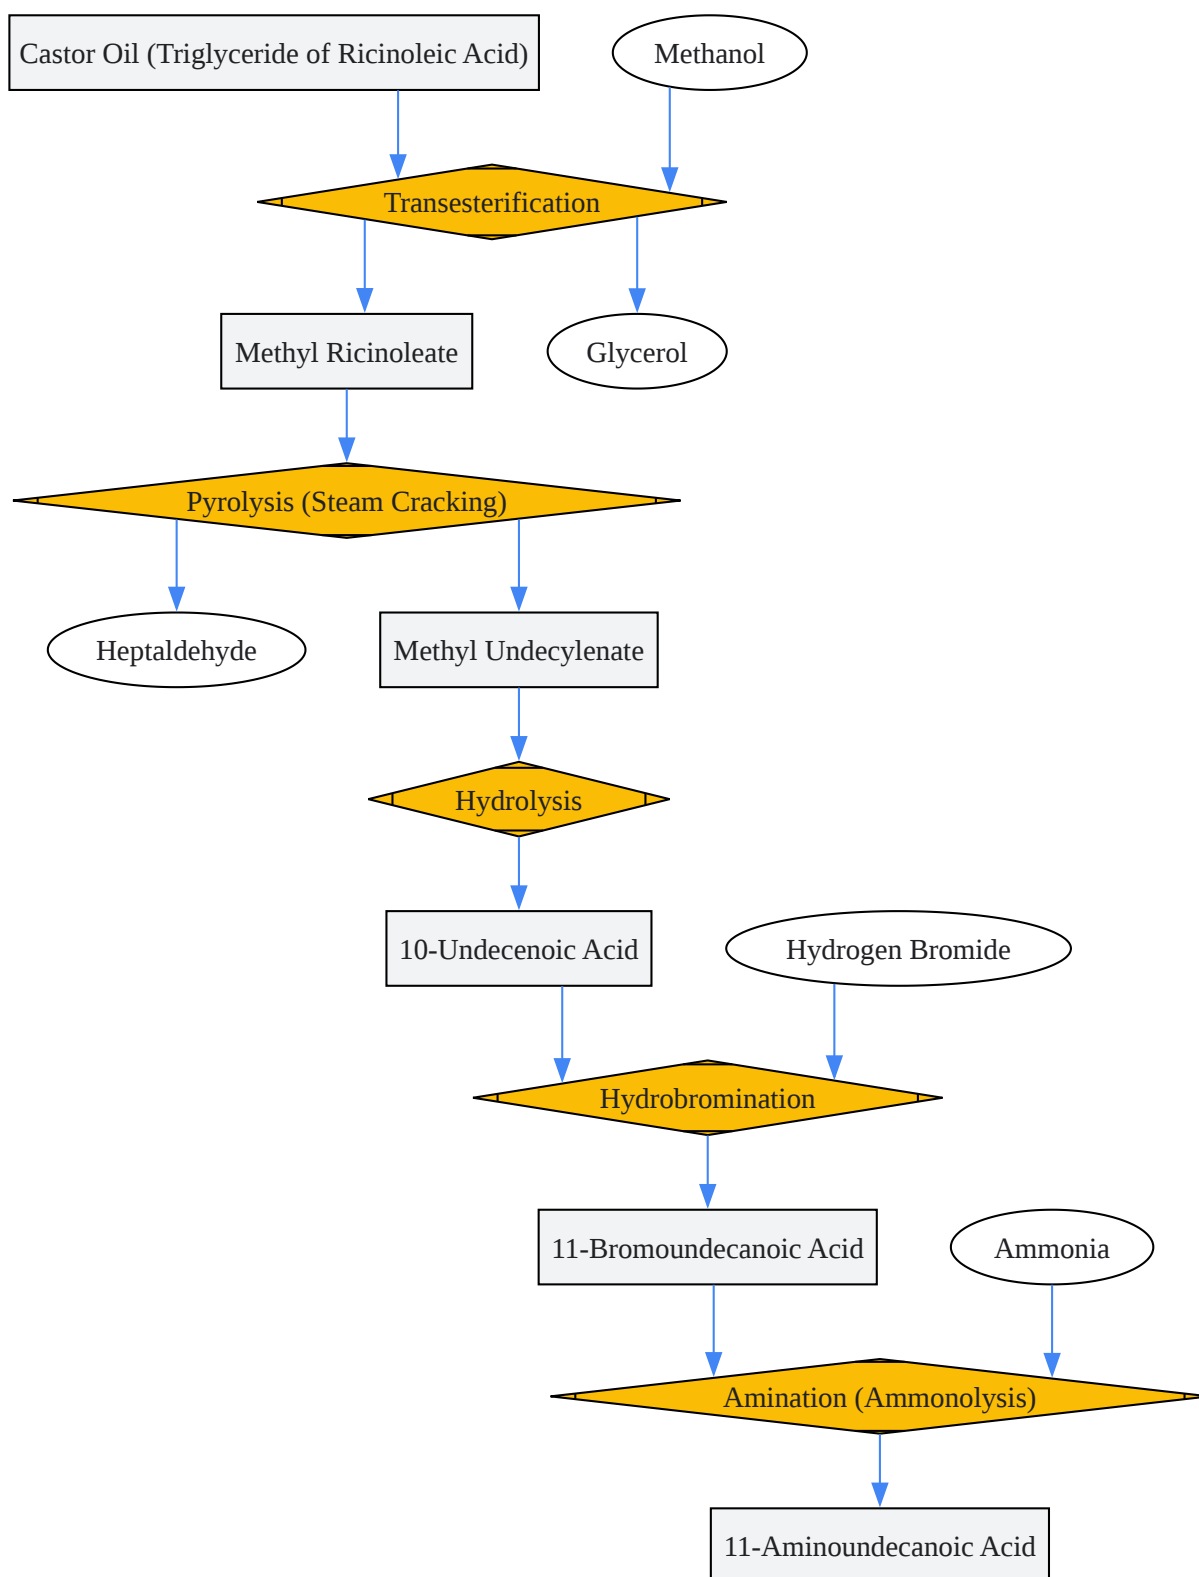 Castor Oil (Triglyceride of Ricinoleic Acid)
Methanol
Transesterification
Methyl Ricinoleate
Glycerol
Pyrolysis (Steam Cracking)
Heptaldehyde
Methyl Undecylenate
Hydrolysis
10-Undecenoic Acid
Hydrogen Bromide
Hydrobromination
11-Bromoundecanoic Acid
Ammonia
Amination (Ammonolysis)
11-Aminoundecanoic Acid